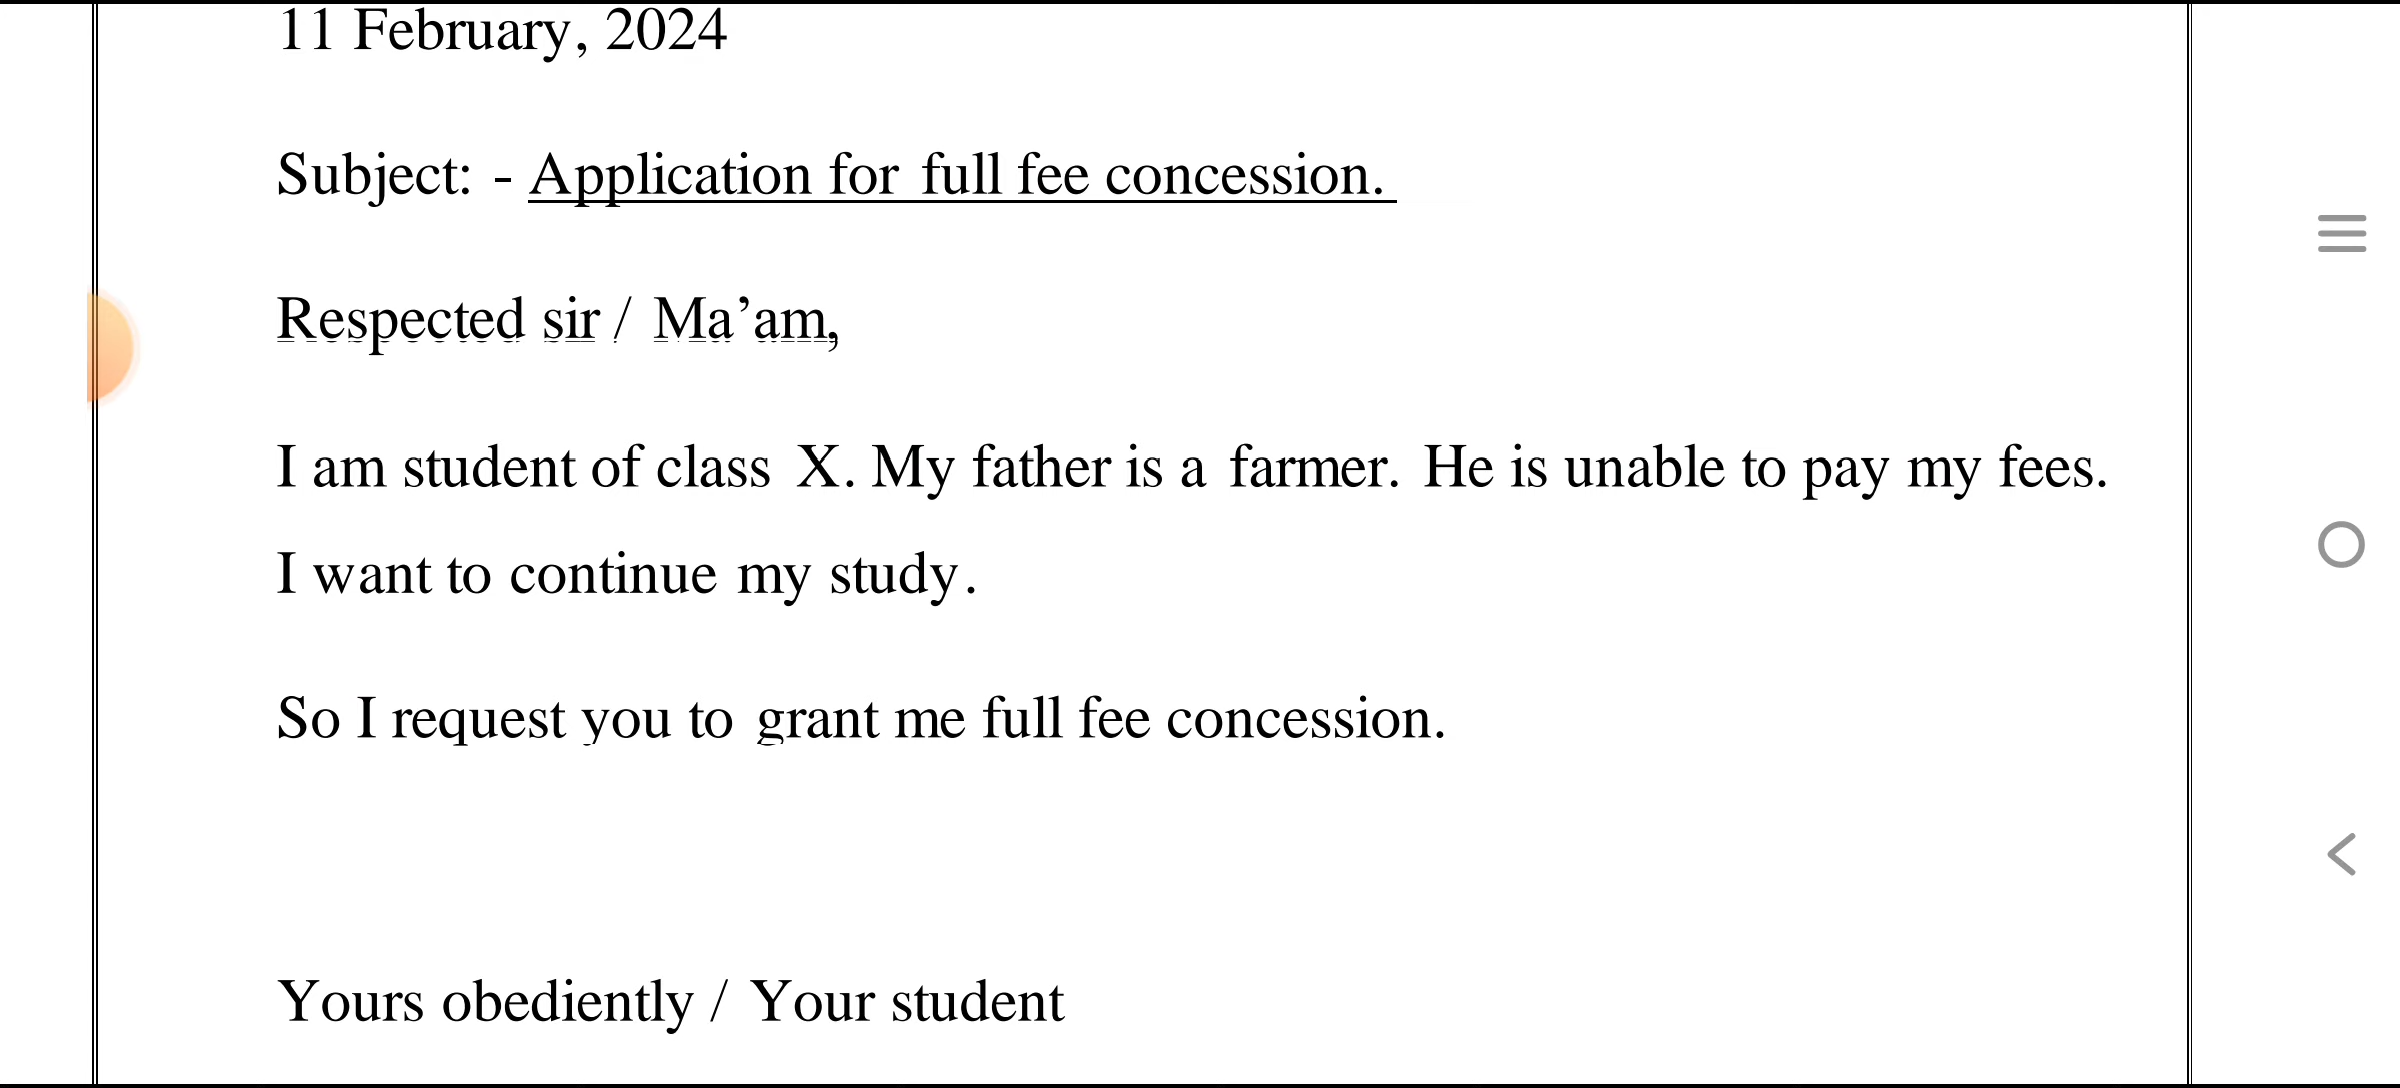 11 February, 2024
Subject: - Application for full fee concession.
Respected sir / Ma’am,
I am student of class X. My father is a farmer. He is unable to pay my fees.
I want to continue my study.
So I request you to grant me full fee concession.
Yours obediently / Your student